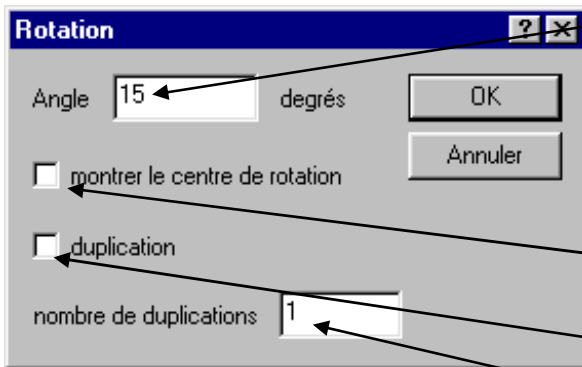 Rotation
Angle 15 degrés
OK
Annuler
montrer le centre de rotation
duplication
nombre de duplications 1